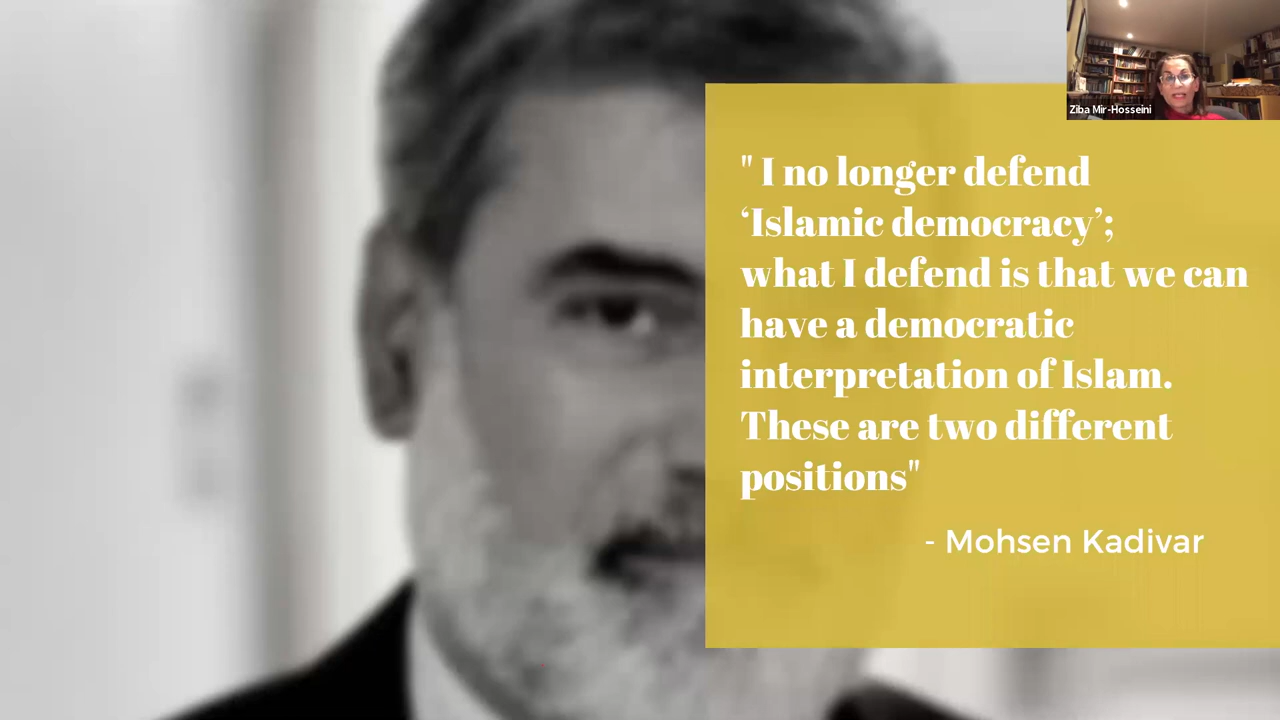 Ziba Mir-Hosseini
" I no longer defend
‘Islamic democracy’;
what I defend is that we can
have a democratic
interpretation of Islam.
These are two different
positions"
- Mohsen Kadivar